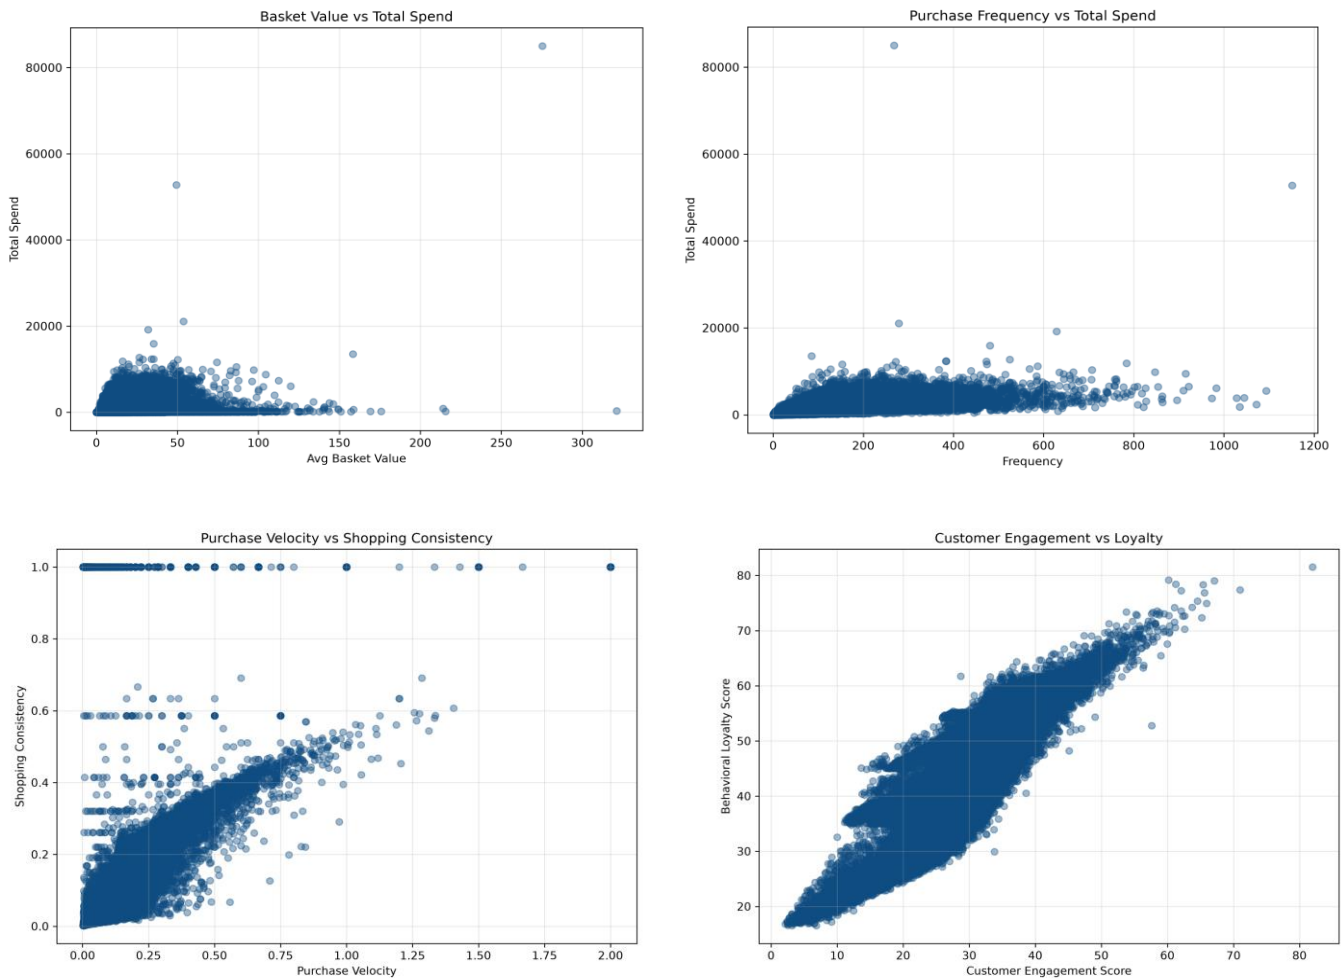 Basket Value vs Total Spend
80000
60000
40000
20000
0
Total Spend
0 50 100 150 200 250 300
Avg Basket Value
Purchase Frequency vs Total Spend
80000
60000
40000
20000
0
Total Spend
0 200 400 600 800 1000 1200
Frequency
Purchase Velocity vs Shopping Consistency
1.0
0.8
0.6
0.4
0.2
0.0
Shopping Consistency
0.00 0.25 0.50 0.75 1.00 1.25 1.50 1.75 2.00
Purchase Velocity
Customer Engagement vs Loyalty
80
70
60
50
40
30
20
Behavioral Loyalty Score
0 10 20 30 40 50 60 70 80
Customer Engagement Score